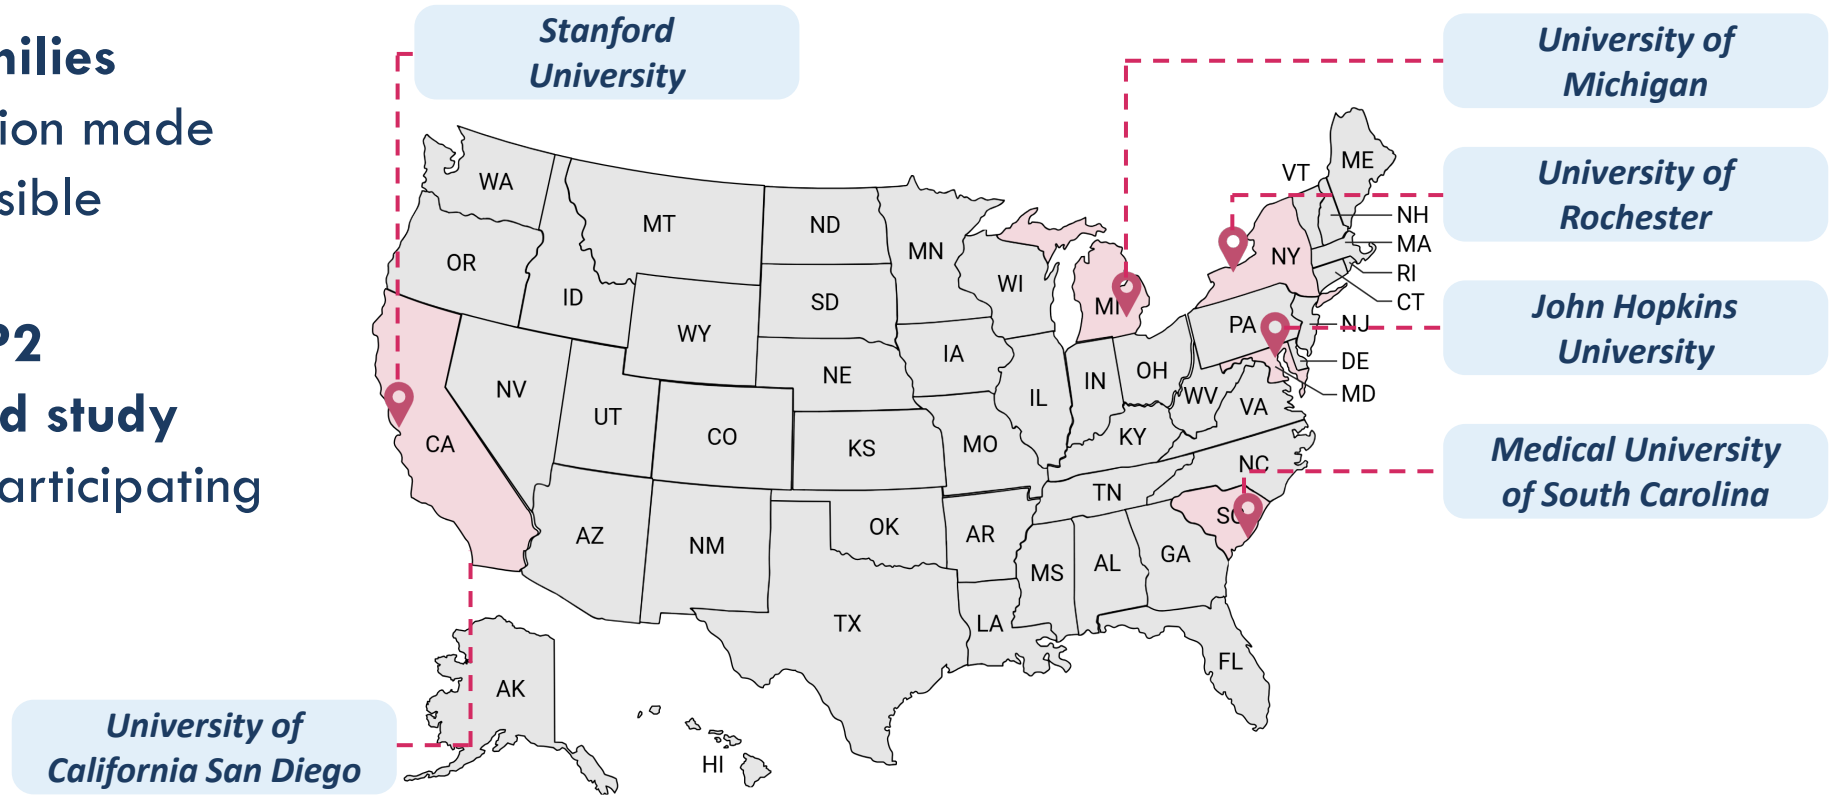 nilies
tion made
sible
P2
d study
articipating
Stanford
University
University of
Michigan
University of
Rochester
John Hopkins
University
Medical University
of South Carolina
University of
California San Diego
WA
OR
CA
NV
ID
MT
WY
UT
AZ
CO
NM
ND
SD
NE
KS
OK
TX
MN
IA
MO
AR
LA
WI
IL
MI
IN
OH
KY
TN
MS
AL
GA
FL
SC
NC
VA
WV
PA
NY
VT
ME
NH
MA
RI
CT
NJ
DE
MD
AK
HI